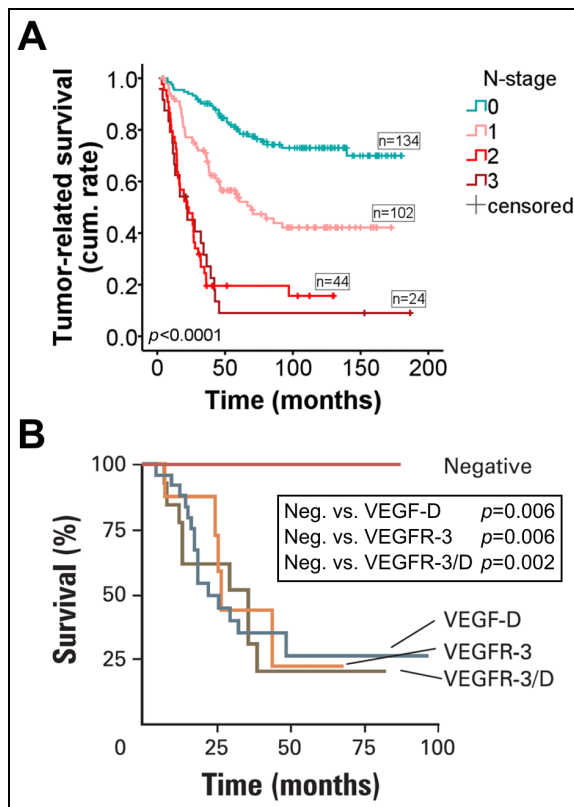 A
Tumor-related survival
(cum. rate)
1.0
0.8
0.6
0.4
0.2
0.0
n=134
n=102
n=44
n=24
p<0.0001
0 50 100 150 200
Time (months)
N-stage
0
1
2
3
censored
B
Survival (%)
100
75
50
25
Negative
Neg. vs. VEGF-D p=0.006
Neg. vs. VEGFR-3 p=0.006
Neg. vs. VEGFR-3/D p=0.002
VEGF-D
VEGFR-3
VEGFR-3/D
0 25 50 75 100
Time (months)